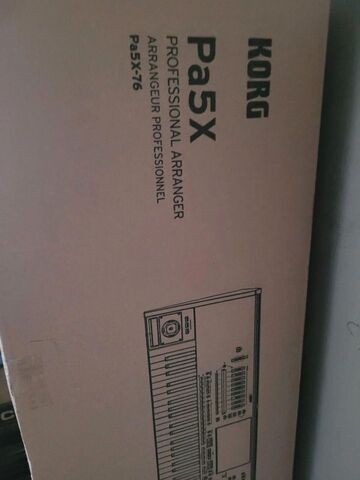 KORG
Pa5X
PROFESSIONAL ARRANGER
ARRANGEUR PROFESSIONNEL
Pa5X-76